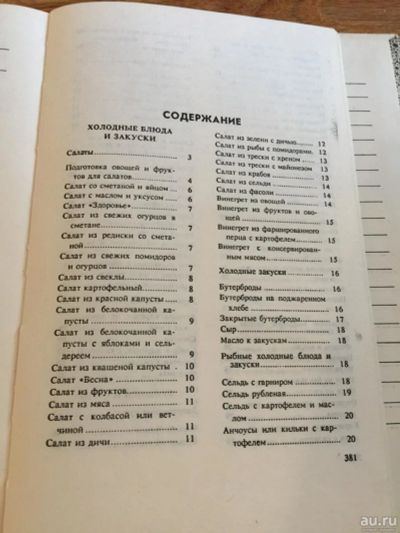 СОДЕРЖАНИЕ
ХОЛОДНЫЕ БЛЮДА
И ЗАКУСКИ
Салаты 3
Подготовка овощей и фрук-
тов для салатов 4
Салат со сметаной и яйцом 6
Салат с маслом и уксусом 6
Салат «Здоровье» 7
Салат из свежих огурцов в
сметане 7
Салат из редиски со смета-
ной 7
Салат из свежих помидоров
и огурцов 7
Салат из свеклы 8
Салат картофельный 8
Салат из красной капусты 8
Салат из белокочанной ка-
пусты 7
Салат из белокочанной ка-
пусты с яблоками и сель-
дереем 9
Салат из квашеной капусты 10
Салат «Весна» 10
Салат из фруктов 10
Салат из мяса 11
Салат с колбасой или вет-
чиной 11
Салат из дичи 11
Салат из зелени с дичью 12
Салат из рыбы с помидорами 12
Салат из трески с хреном 13
Салат из трески с майонезом 13
Салат из крабов 13
Салат из сельди 14
Салат из фасоли 14
Винегрет из овощей 14
Винегрет из фруктов и ово-
щей 15
Винегрет из фаршированного
перца с картофелем 15
Винегрет с консервирован-
ным мясом 15
Холодные закуски 16
Бутерброды 16
Бутерброды на поджаренном
хлебе 16
Закрытые бутерброды 17
Сыр 18
Масло к закускам 18
Рыбные холодные блюда и
закуски 18
Сельдь с гарниром 18
Сельдь рубленая 19
Сельдь с картофелем и мас-
лом 20
Анчоусы или кильки с кар-
тофелем 20
381
au.ru